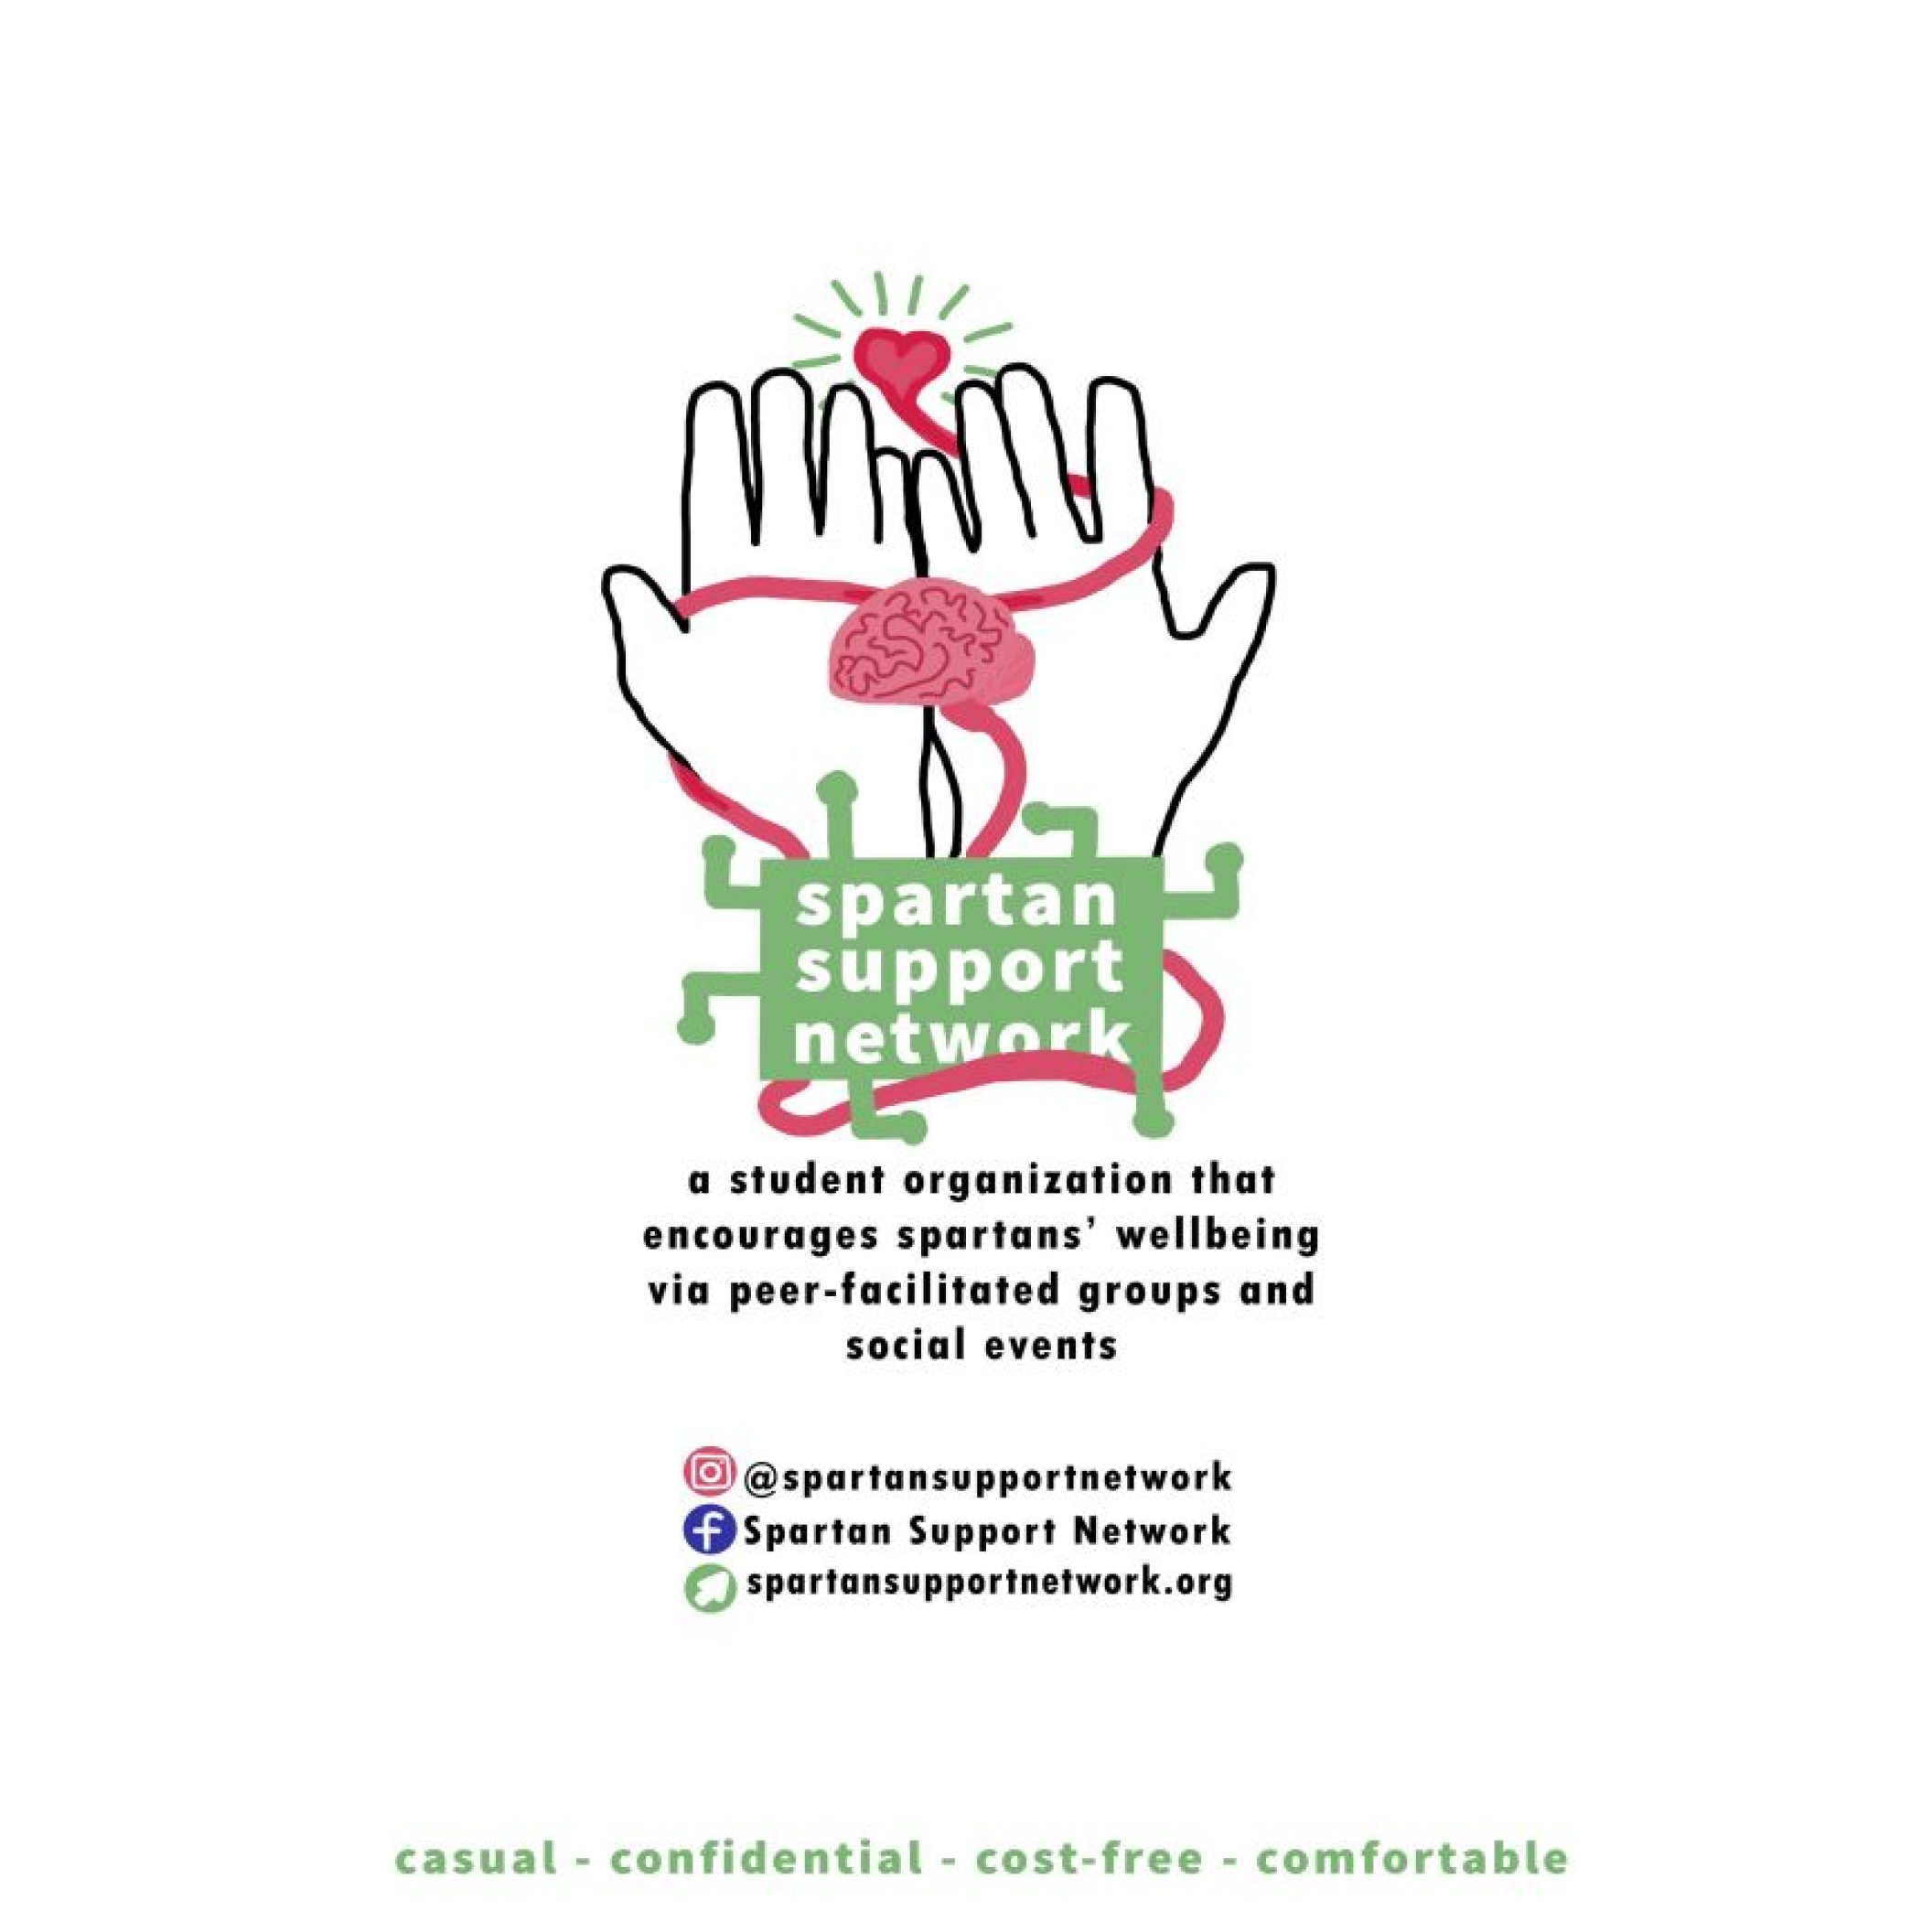 spartan
support
network
a student organization that
encourages spartans’ wellbeing
via peer-facilitated groups and
social events
@spartansupportnetwork
Spartan Support Network
spartansupportnetwork.org
casual - confidential - cost-free - comfortable